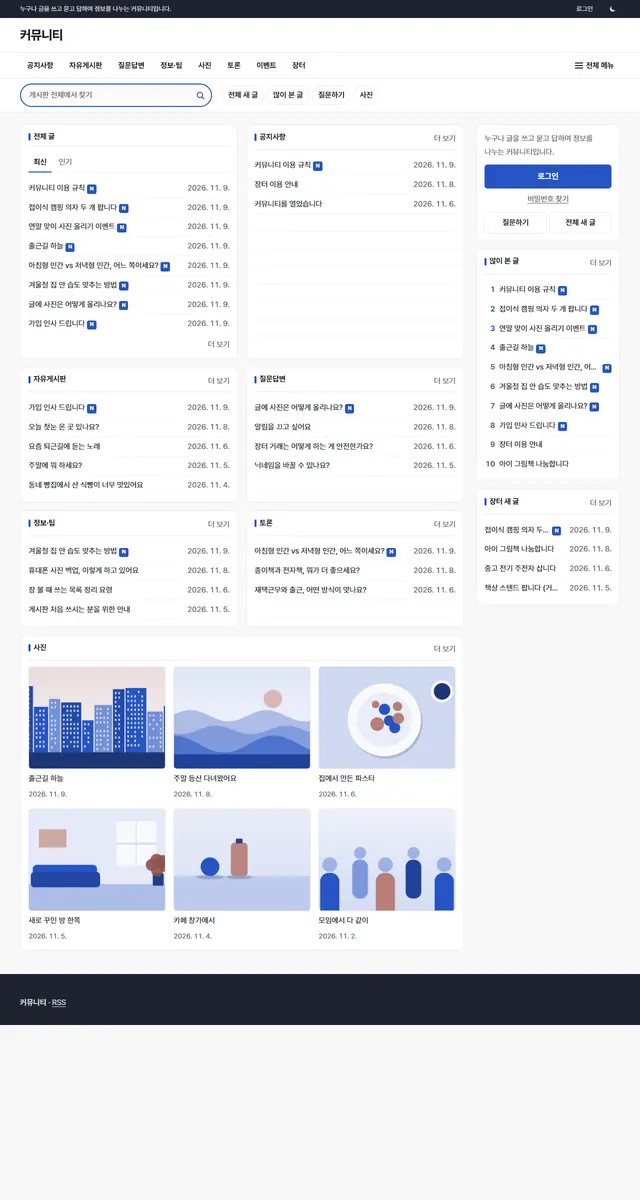 누구나 글을 쓰고 묻고 답하며 정보를 나누는 커뮤니티입니다.
로그인
커뮤니티
공지사항 자유게시판 질문답변 정보·팁 사진 토론 이벤트 장터
전체 메뉴
게시판 전체에서 찾기
전체 새 글 많이 본 글 질문하기 사진
전체 글
최신 인기
커뮤니티 이용 규칙 N 2026. 11. 9.
접이식 캠핑 의자 두 개 팝니다 N 2026. 11. 9.
연말 맞이 사진 올리기 이벤트 N 2026. 11. 9.
출근길 하늘 N 2026. 11. 9.
아침형 인간 vs 저녁형 인간, 어느 쪽이세요? N 2026. 11. 9.
겨울철 집 안 습도 맞추는 방법 N 2026. 11. 9.
글에 사진은 어떻게 올리나요? N 2026. 11. 9.
가입 인사 드립니다 N 2026. 11. 9.
더 보기
공지사항 더 보기
커뮤니티 이용 규칙 N 2026. 11. 9.
장터 이용 안내 2026. 11. 8.
커뮤니티를 열었습니다 2026. 11. 6.
누구나 글을 쓰고 묻고 답하며 정보를
나누는 커뮤니티입니다.
로그인
비밀번호 찾기
질문하기 전체 새 글
많이 본 글 더 보기
1 커뮤니티 이용 규칙 N
2 접이식 캠핑 의자 두 개 팝니다 N
3 연말 맞이 사진 올리기 이벤트 N
4 출근길 하늘 N
5 아침형 인간 vs 저녁형 인간, 어... N
6 겨울철 집 안 습도 맞추는 방법 N
7 글에 사진은 어떻게 올리나요? N
8 가입 인사 드립니다 N
9 장터 이용 안내
10 아이 그림책 나눔합니다
자유게시판 더 보기
가입 인사 드립니다 N 2026. 11. 9.
오늘 첫눈 온 곳 있나요? 2026. 11. 8.
요즘 퇴근길에 듣는 노래 2026. 11. 6.
주말에 뭐 하세요? 2026. 11. 5.
동네 빵집에서 산 식빵이 너무 맛있어요 2026. 11. 4.
질문답변 더 보기
글에 사진은 어떻게 올리나요? N 2026. 11. 9.
알림을 끄고 싶어요 2026. 11. 8.
장터 거래는 어떻게 하는 게 안전한가요? 2026. 11. 6.
닉네임을 바꿀 수 있나요? 2026. 11. 5.
장터 새 글 더 보기
접이식 캠핑 의자 두... N 2026. 11. 9.
아이 그림책 나눔합니다 2026. 11. 8.
중고 전기 주전자 삽니다 2026. 11. 6.
책상 스탠드 팝니다 (거... 2026. 11. 5.
정보·팁 더 보기
겨울철 집 안 습도 맞추는 방법 N 2026. 11. 9.
휴대폰 사진 백업, 이렇게 하고 있어요 2026. 11. 8.
장 볼 때 쓰는 목록 정리 요령 2026. 11. 6.
게시판 처음 쓰시는 분을 위한 안내 2026. 11. 5.
토론 더 보기
아침형 인간 vs 저녁형 인간, 어느 쪽이세요? N 2026. 11. 9.
종이책과 전자책, 뭐가 더 좋으세요? 2026. 11. 8.
재택근무와 출근, 어떤 방식이 맞나요? 2026. 11. 6.
사진 더 보기
출근길 하늘
2026. 11. 9.
주말 등산 다녀왔어요
2026. 11. 8.
집에서 만든 파스타
2026. 11. 6.
새로 꾸민 방 한쪽
2026. 11. 5.
카페 창가에서
2026. 11. 4.
모임에서 다 같이
2026. 11. 2.
커뮤니티 · RSS